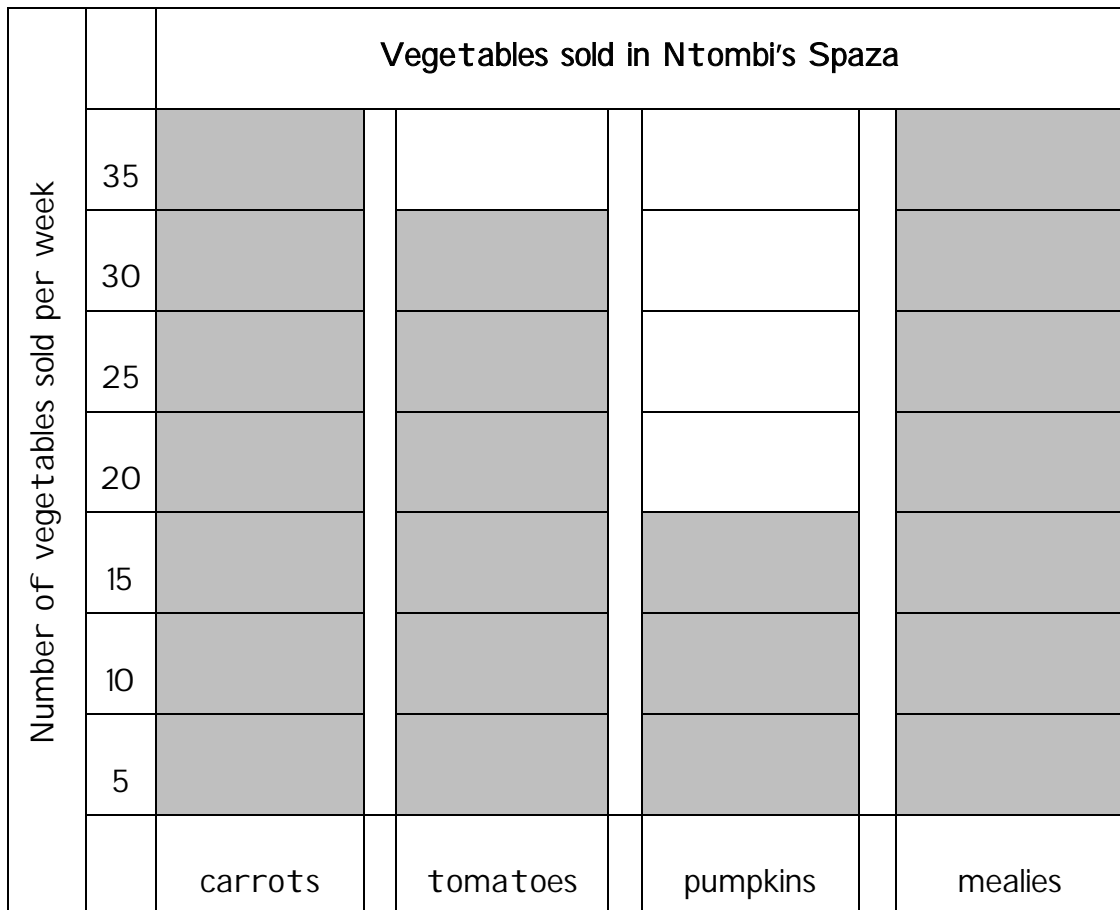 Vegetables sold in Ntombi's Spaza
Number of vegetables sold per week
35
30
25
20
15
10
5
carrots tomatoes pumpkins mealies